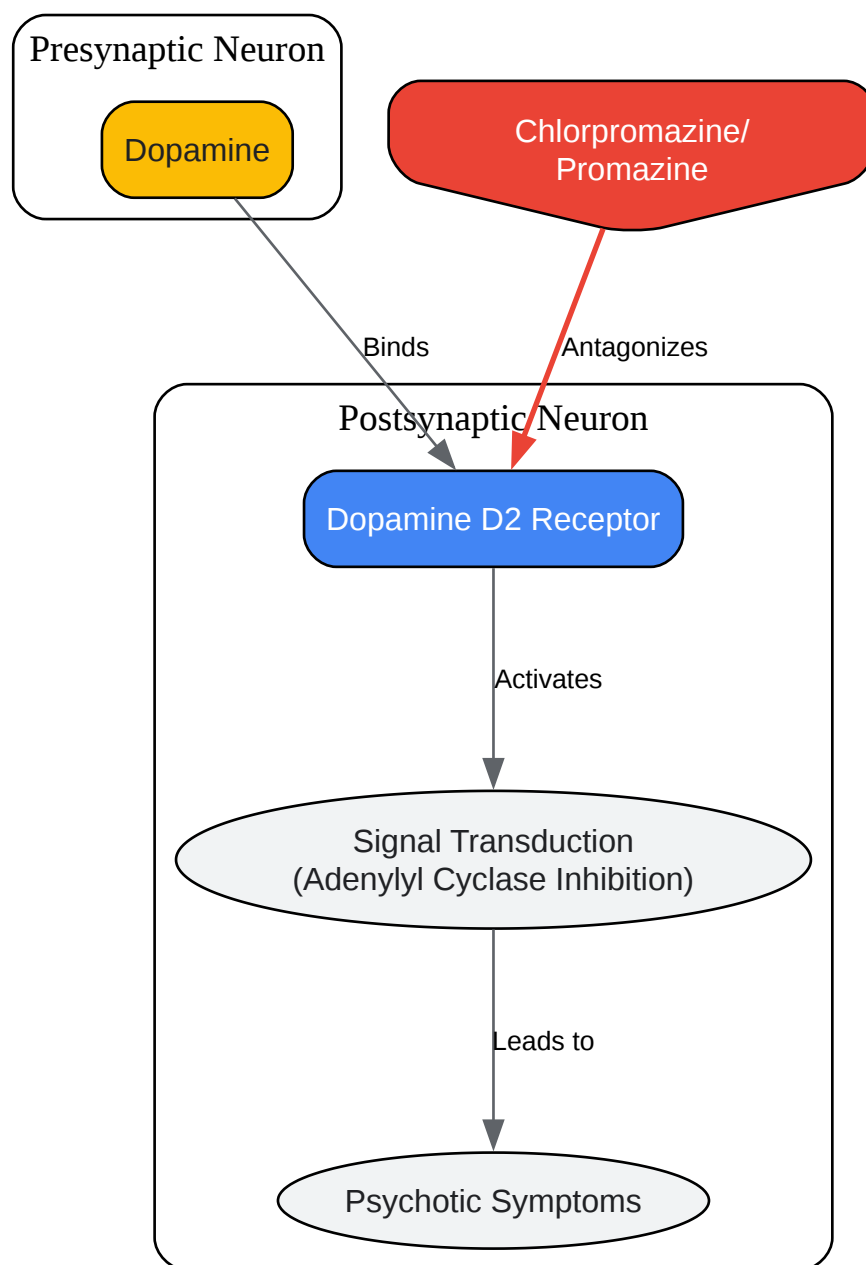 Presynaptic Neuron
Dopamine
Chlorpromazine/
Promazine
Binds
Antagonizes
Postsynaptic Neuron
Dopamine D2 Receptor
Activates
Signal Transduction
(Adenylyl Cyclase Inhibition)
Leads to
Psychotic Symptoms